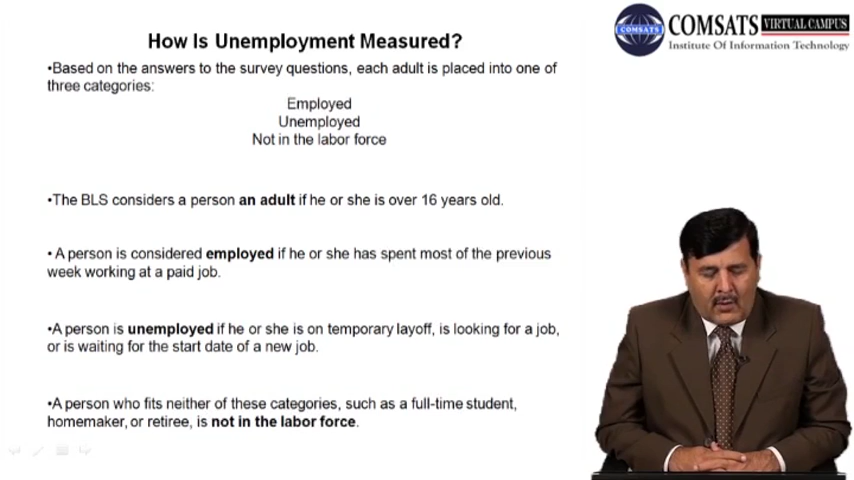 How Is Unemployment Measured?
COMSATS VIRTUAL CAMPUS
Institute Of Information Technology
COMSATS
•Based on the answers to the survey questions, each adult is placed into one of
three categories:
Employed
Unemployed
Not in the labor force
•The BLS considers a person an adult if he or she is over 16 years old.
• A person is considered employed if he or she has spent most of the previous
week working at a paid job.
•A person is unemployed if he or she is on temporary layoff, is looking for a job,
or is waiting for the start date of a new job.
•A person who fits neither of these categories, such as a full-time student,
homemaker, or retiree, is not in the labor force.